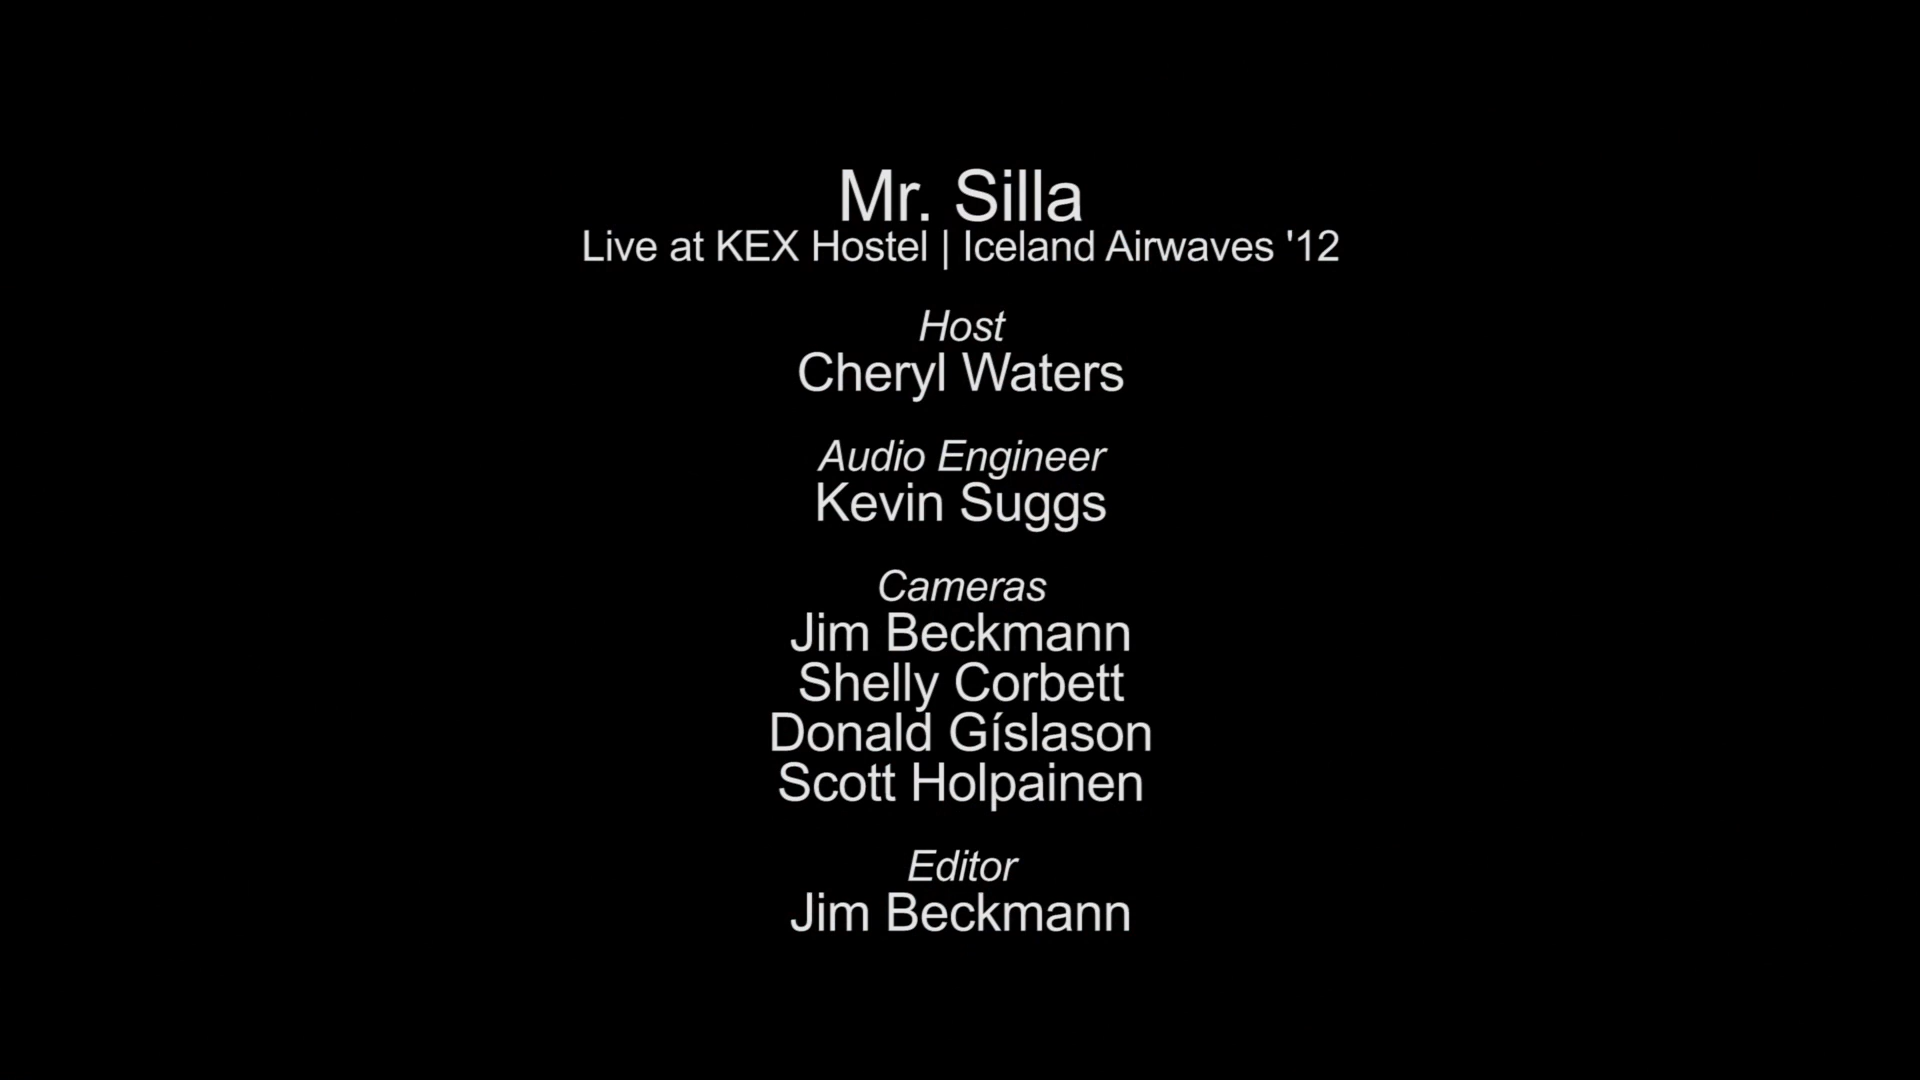 Mr. Silla
Live at KEX Hostel | Iceland Airwaves '12
Host
Cheryl Waters
Audio Engineer
Kevin Suggs
Cameras
Jim Beckmann
Shelly Corbett
Donald Gíslason
Scott Holpainen
Editor
Jim Beckmann